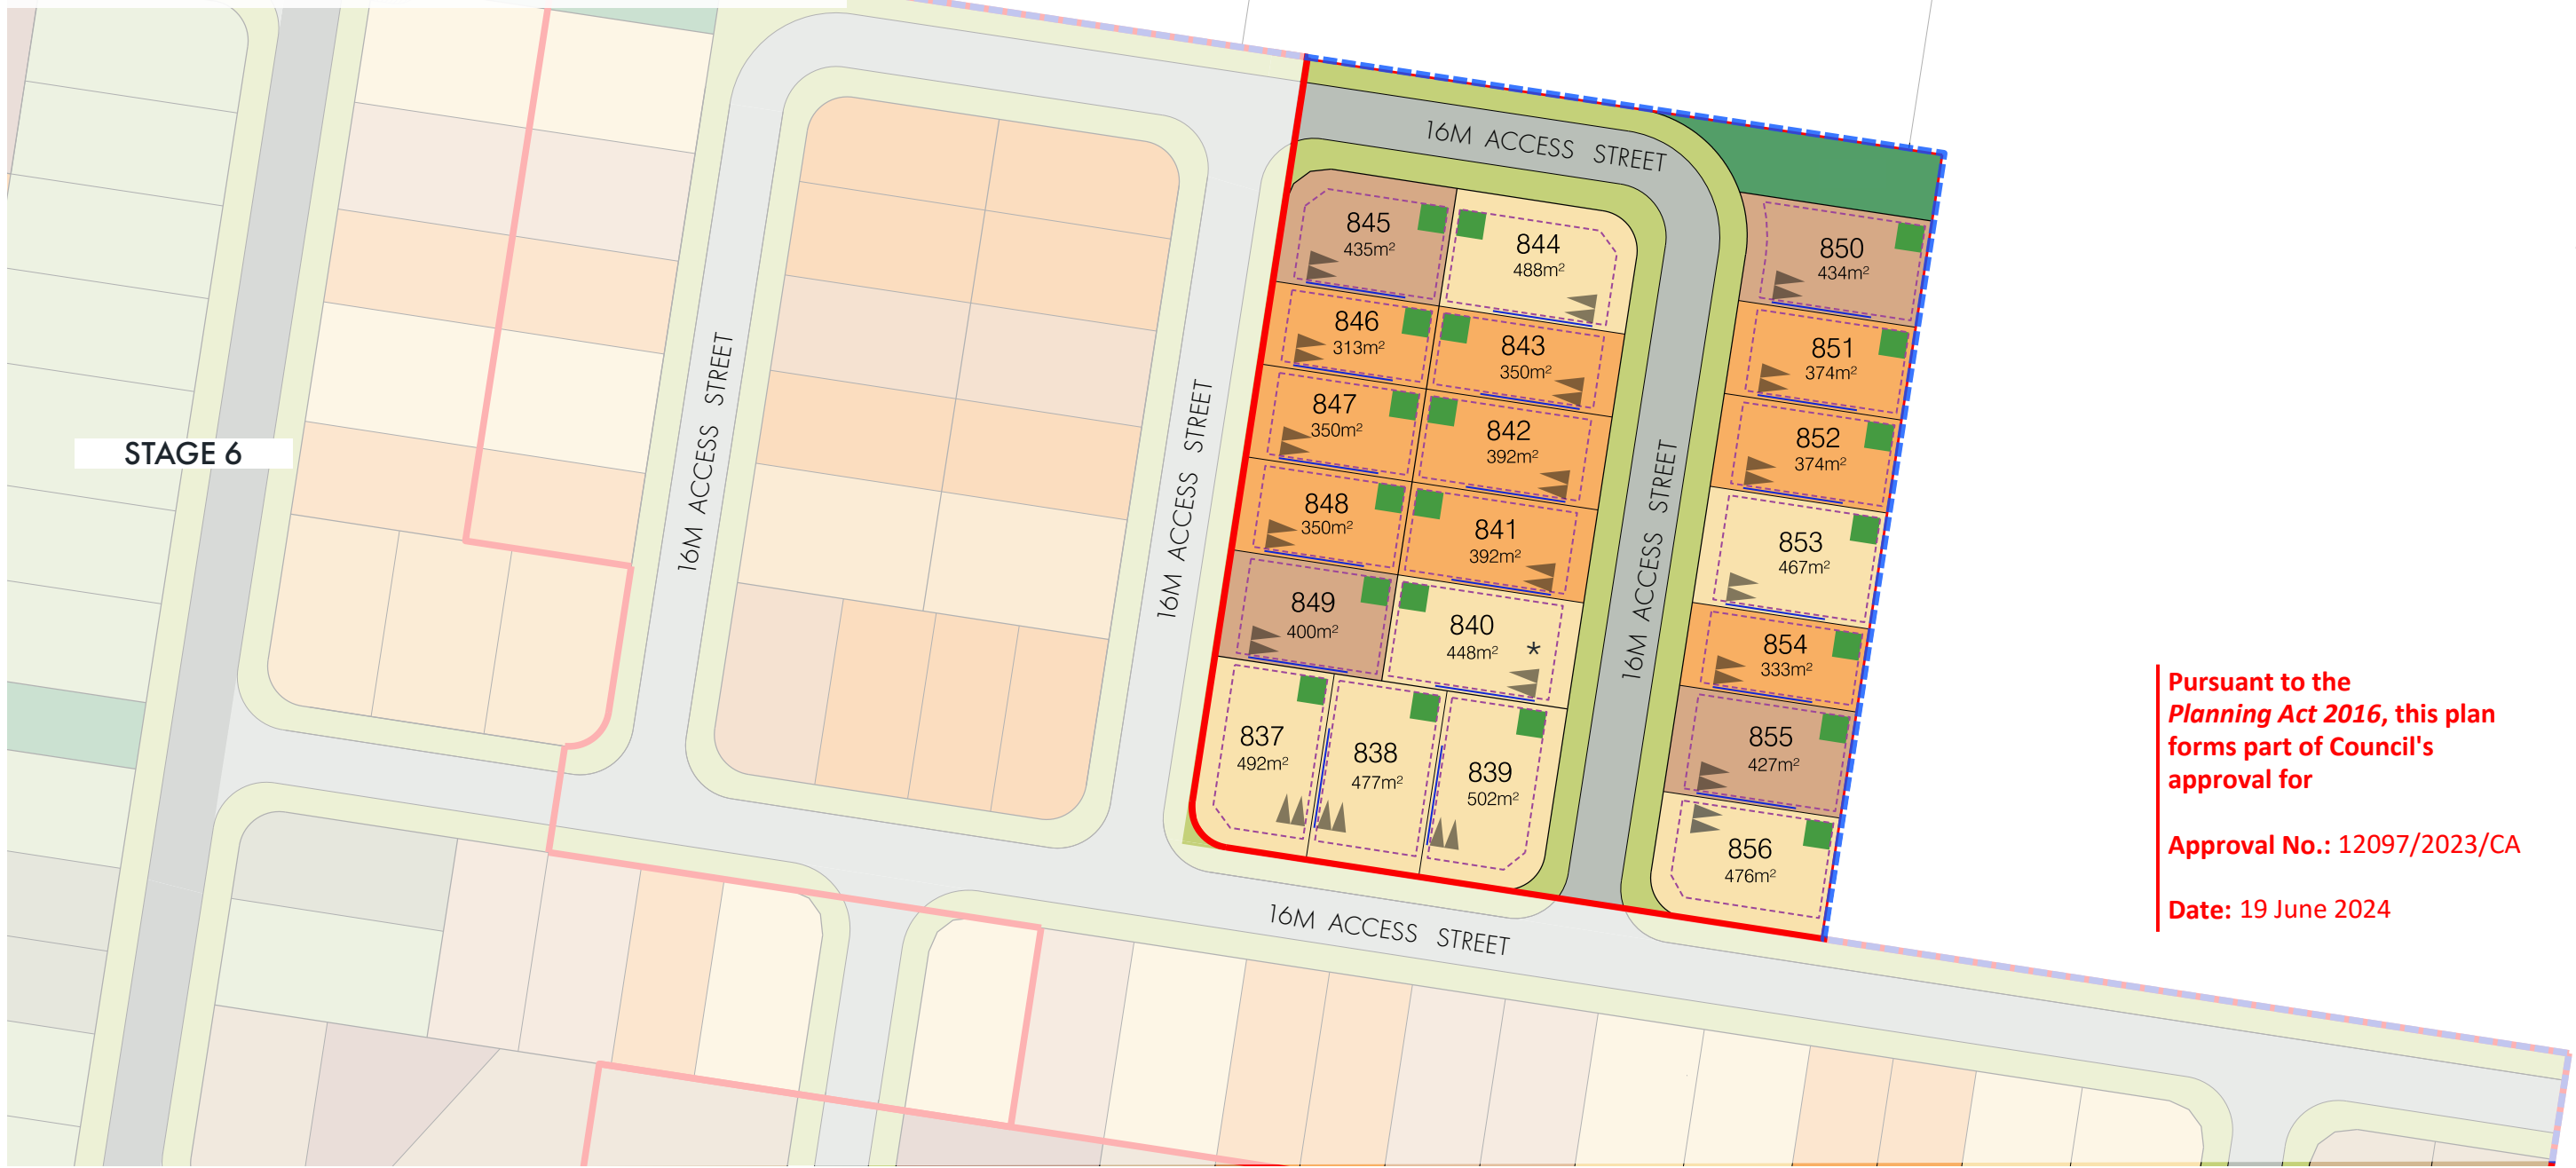 16M ACCESS STREET
845
435m²
844
488m²
850
434m²
846
313m²
843
350m²
851
374m²
847
350m²
842
392m²
852
374m²
STAGE 6
16M ACCESS STREET
16M ACCESS STREET
16M ACCESS STREET
848
350m²
841
392m²
853
467m²
849
400m²
840
448m²
*
854
333m²
837
492m²
838
477m²
839
502m²
855
427m²
856
476m²
16M ACCESS STREET
Pursuant to the
Planning Act 2016, this plan
forms part of Council's
approval for
Approval No.: 12097/2023/CA
Date: 19 June 2024